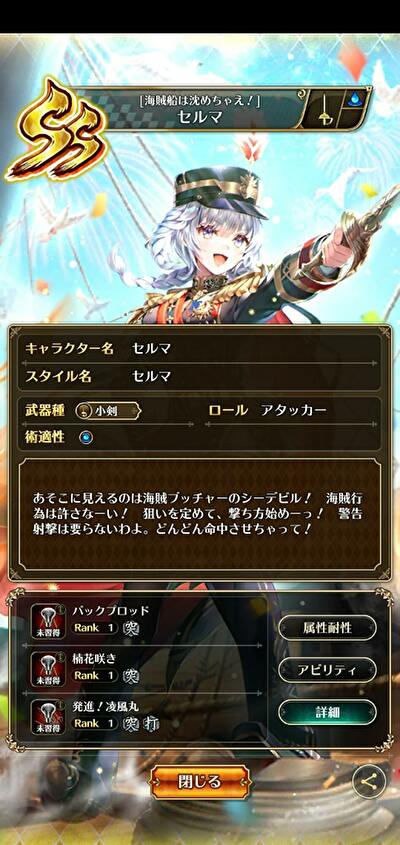 SS
[海賊船は沈めちゃえ！]
セルマ
キャラクター名 セルマ
スタイル名 セルマ
武器種 小剣 ロール アタッカー
術適性
あそこに見えるのは海賊ブッチャーのシーデビル！ 海賊行
為は許さなーい！ 狙いを定めて、撃ち方始めーっ！ 警告
射撃は要らないわよ。どんどん命中させちゃって！
バックブロッド
未習得 Rank 1 突
属性耐性
楠花咲き
未習得 Rank 1 突
アビリティ
発進！凌風丸
未習得 Rank 1 突 打
詳細
閉じる